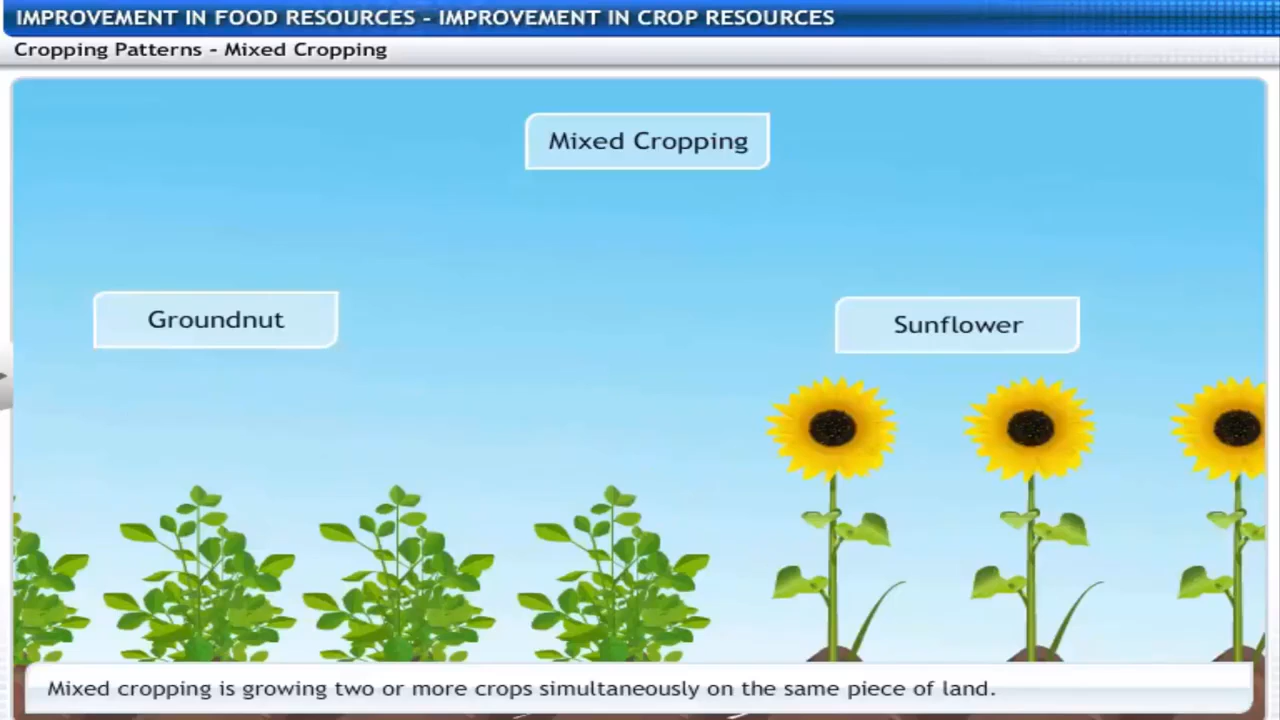 IMPROVEMENT IN FOOD RESOURCES - IMPROVEMENT IN CROP RESOURCES
Cropping Patterns - Mixed Cropping
Mixed Cropping
Groundnut
Sunflower
Mixed cropping is growing two or more crops simultaneously on the same piece of land.